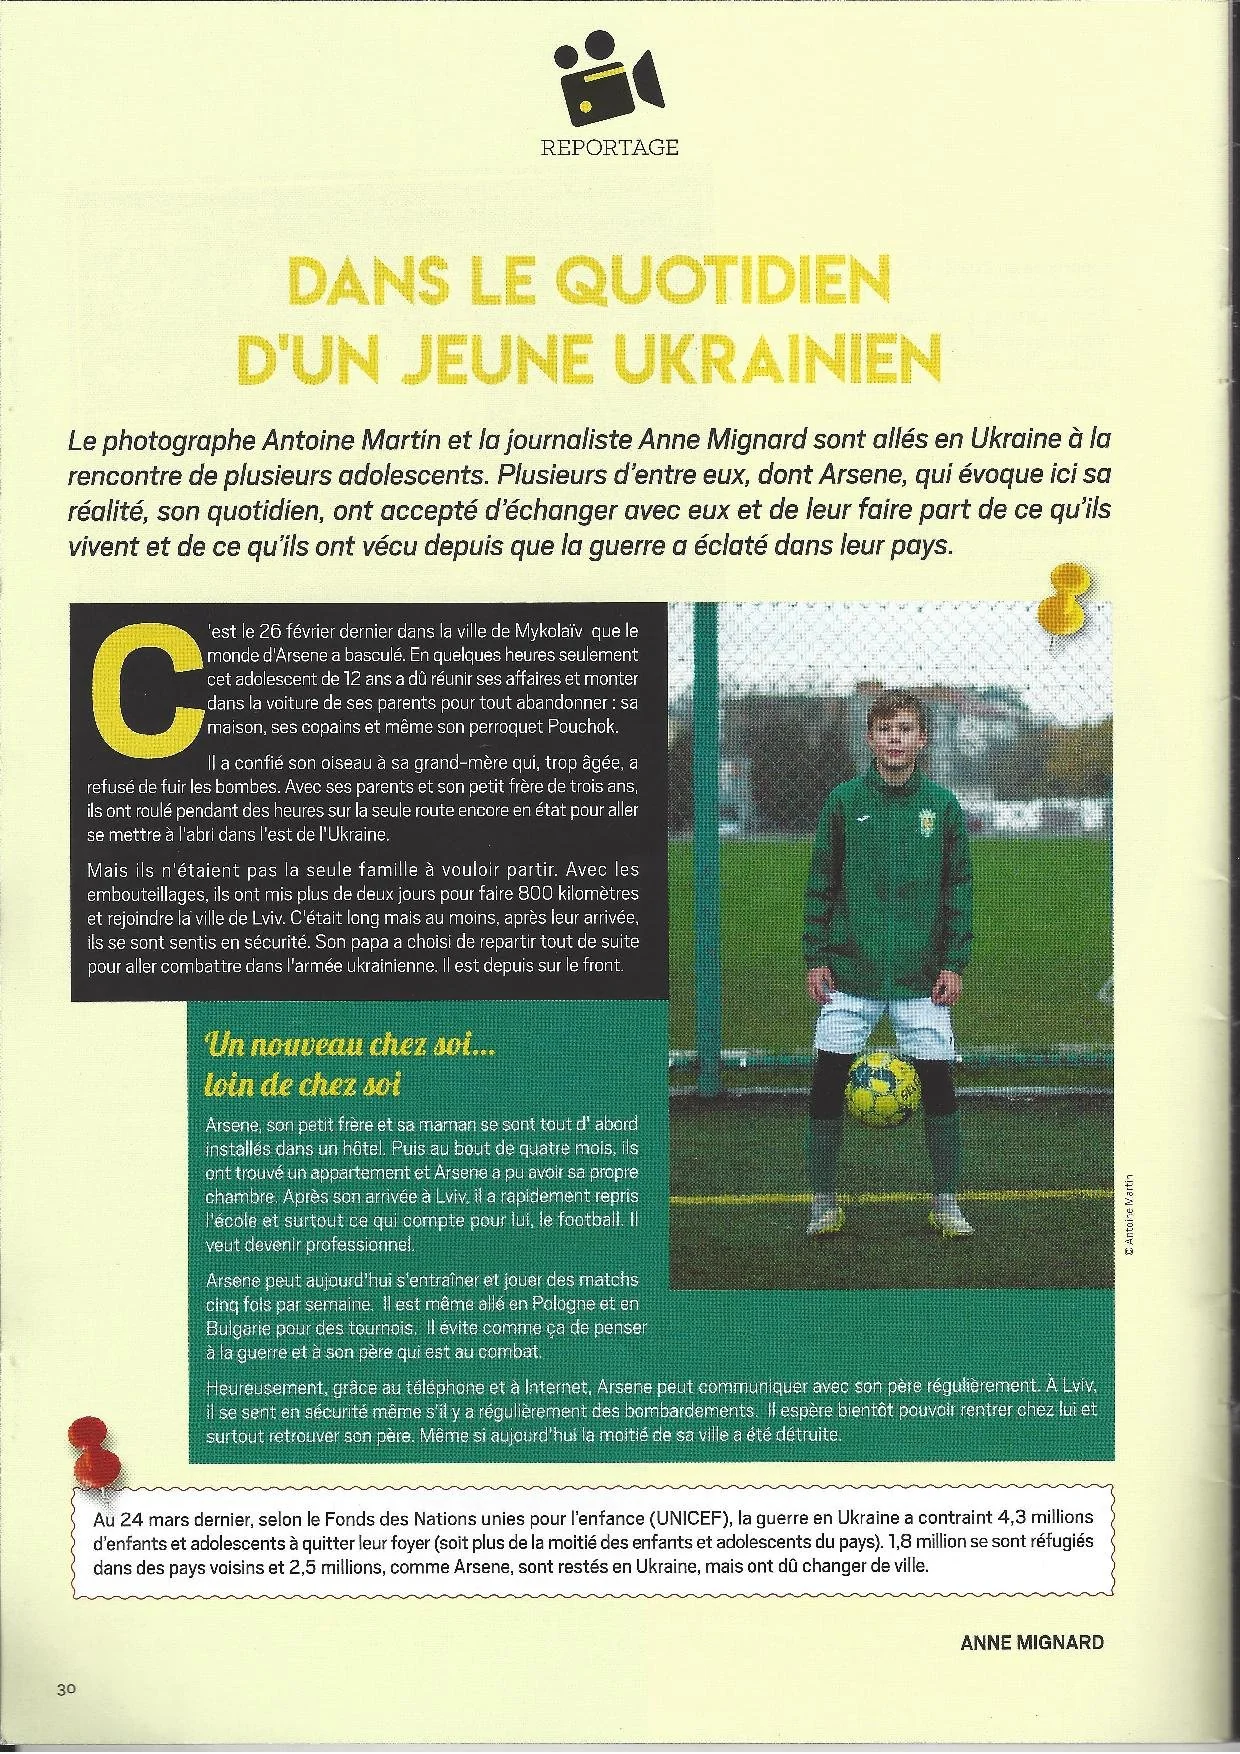 REPORTAGE
DANS LE QUOTIDIEN
D'UN JEUNE UKRAINIEN
Le photographe Antoine Martin et la journaliste Anne Mignard sont allés en Ukraine à la
rencontre de plusieurs adolescents. Plusieurs d'entre eux, dont Arsene, qui évoque ici sa
réalité, son quotidien, ont accepté d'échanger avec eux et de leur faire part de ce qu'ils
vivent et de ce qu'ils ont vécu depuis que la guerre a éclaté dans leur pays.
C'est le 26 février dernier dans la ville de Mykolaïv que le
monde d'Arsene a basculé. En quelques heures seulement
cet adolescent de 12 ans a dû réunir ses affaires et monter
dans la voiture de ses parents pour tout abandonner : sa
maison, ses copains et même son perroquet Pouchok.
Il a confié son oiseau à sa grand-mère qui, trop âgée, a
refusé de fuir les bombes. Avec ses parents et son petit frère de trois ans,
ils ont roulé pendant des heures sur la seule route encore en état pour aller
se mettre à l'abri dans l'est de l'Ukraine.
Mais ils n'étaient pas la seule famille à vouloir partir. Avec les
embouteillages, ils ont mis plus de deux jours pour faire 800 kilomètres
et rejoindre la ville de Lviv. C'était long mais au moins, après leur arrivée,
ils se sont sentis en sécurité. Son papa a choisi de repartir tout de suite
pour aller combattre dans l'armée ukrainienne. Il est depuis sur le front.
Un nouveau chez soi...
loin de chez soi
Arsene, son petit frère et sa maman se sont tout d' abord
installés dans un hôtel. Puis au bout de quatre mois, ils
ont trouvé un appartement et Arsene a pu avoir sa propre
chambre. Après son arrivée à Lviv, il a rapidement repris
l'école et surtout ce qui compte pour lui, le football. Il
veut devenir professionnel.
Arsene peut aujourd'hui s'entraîner et jouer des matchs
cinq fois par semaine. Il est même allé en Pologne et en
Bulgarie pour des tournois. Il évite comme ça de penser
à la guerre et à son père qui est au combat.
Heureusement, grâce au téléphone et à Internet, Arsene peut communiquer avec son père régulièrement. A Lviv,
il se sent en sécurité même s'il y a régulièrement des bombardements. Il espère bientôt pouvoir rentrer chez lui et
surtout retrouver son père. Même si aujourd'hui la moitié de sa ville a été détruite.
© Antoine Martin
Au 24 mars dernier, selon le Fonds des Nations unies pour l'enfance (UNICEF), la guerre en Ukraine a contraint 4,3 millions
d'enfants et adolescents à quitter leur foyer (soit plus de la moitié des enfants et adolescents du pays). 1,8 million se sont réfugiés
dans des pays voisins et 2,5 millions, comme Arsene, sont restés en Ukraine, mais ont dû changer de ville.
ANNE MIGNARD
30